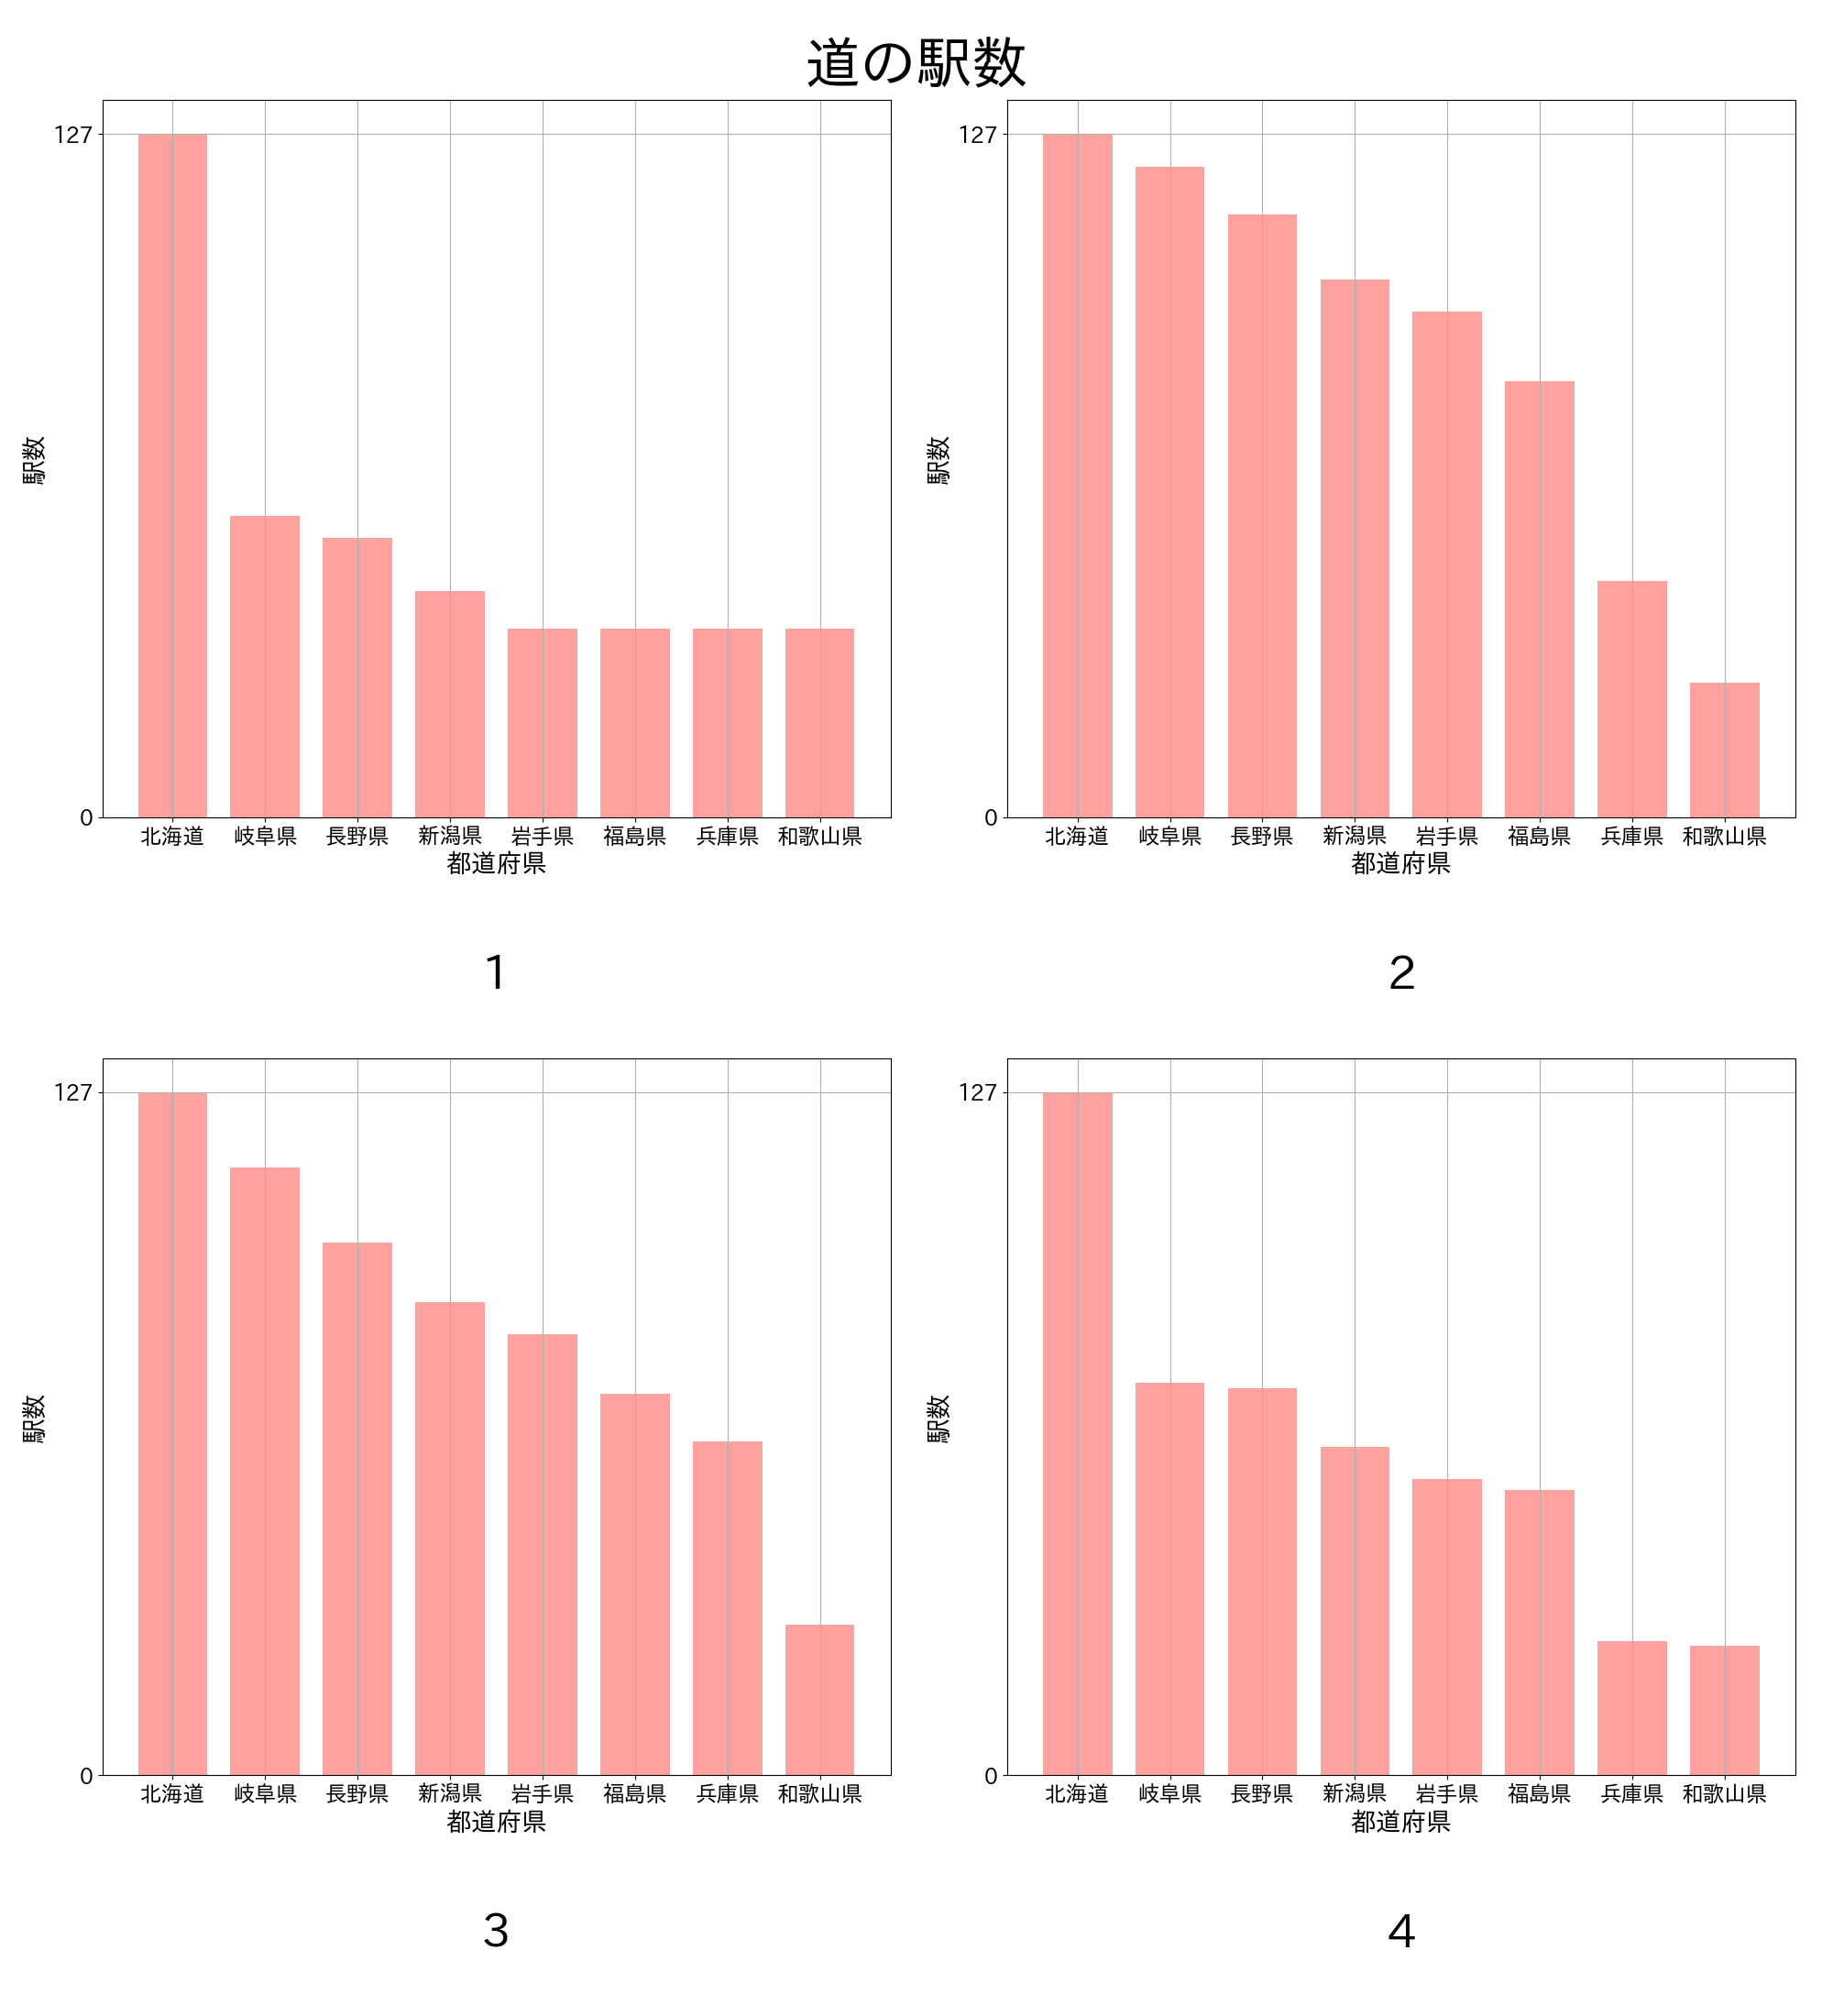 道の駅数
127
駅数
0
北海道 岐阜県 長野県 新潟県 岩手県 福島県 兵庫県 和歌山県
都道府県
1
127
駅数
0
北海道 岐阜県 長野県 新潟県 岩手県 福島県 兵庫県 和歌山県
都道府県
2
127
駅数
0
北海道 岐阜県 長野県 新潟県 岩手県 福島県 兵庫県 和歌山県
都道府県
3
127
駅数
0
北海道 岐阜県 長野県 新潟県 岩手県 福島県 兵庫県 和歌山県
都道府県
4